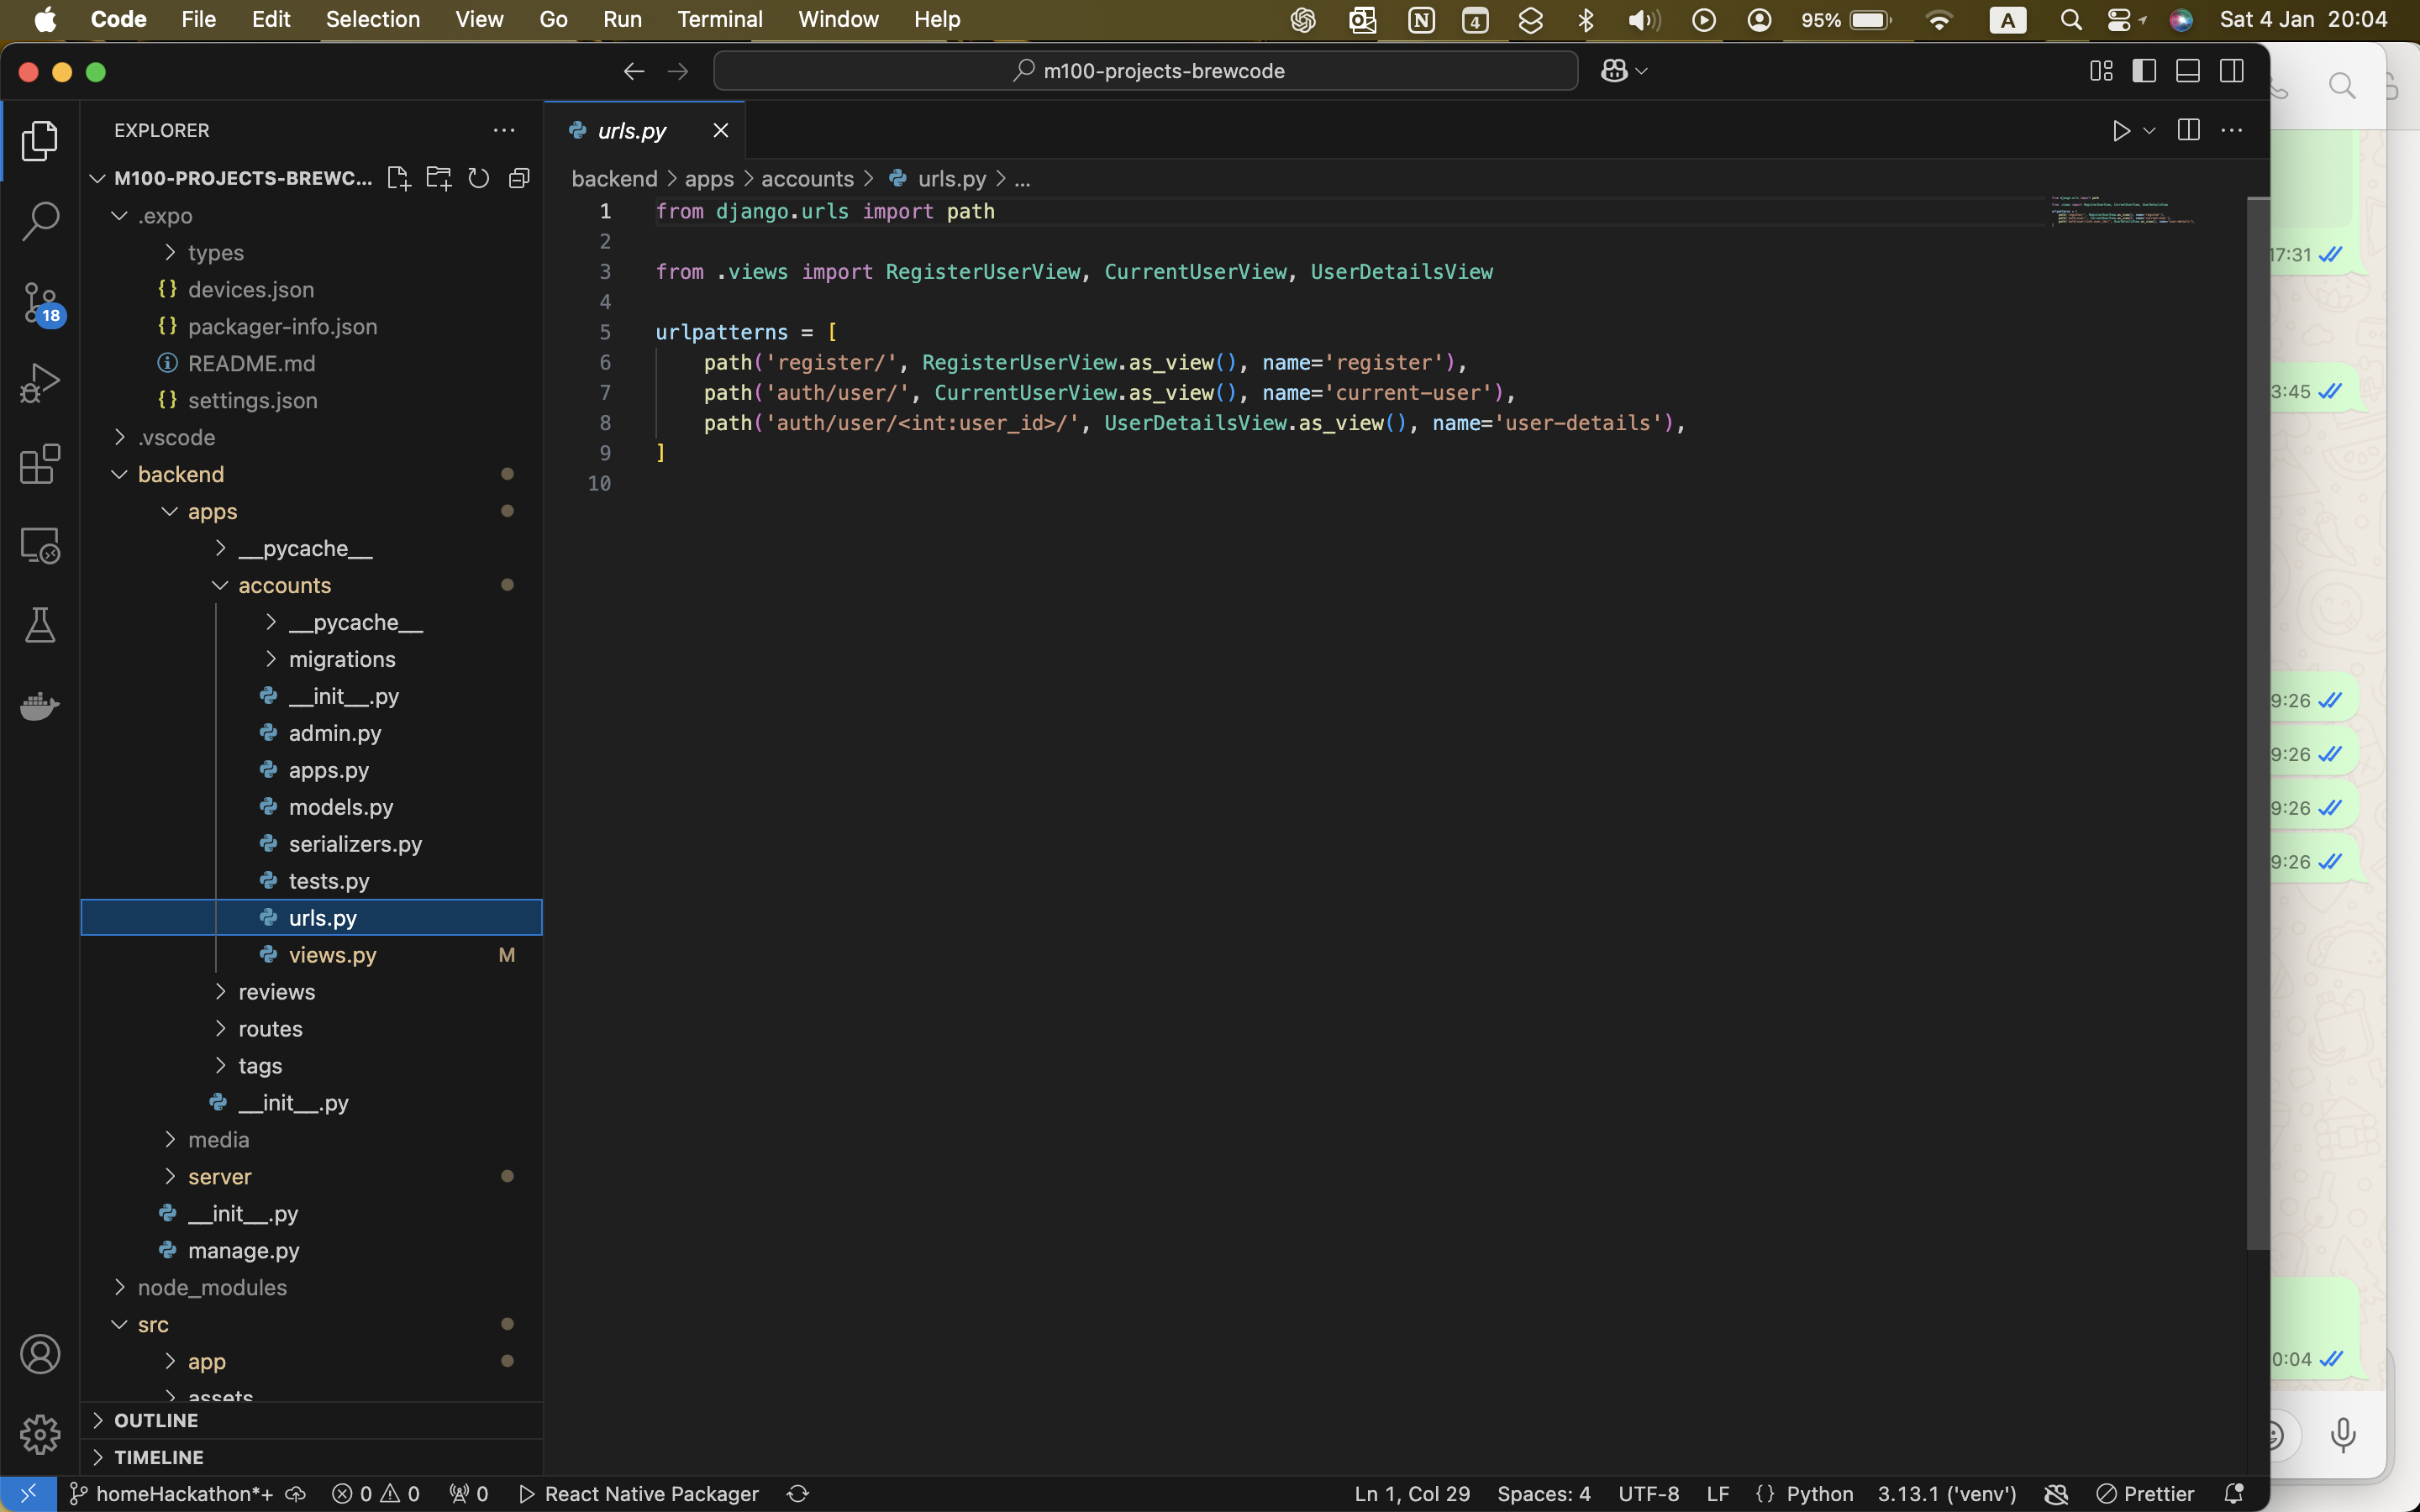 Code File Edit Selection View Go Run Terminal Window Help 4 95% A Sat 4 Jan 20:04
m100-projects-brewcode
EXPLORER
M100-PROJECTS-BREWC...
.expo
types
devices.json
packager-info.json
README.md
settings.json
.vscode
backend
apps
__pycache__
accounts
__pycache__
migrations
__init__.py
admin.py
apps.py
models.py
serializers.py
tests.py
urls.py
views.py M
reviews
routes
tags
__init__.py
media
server
__init__.py
manage.py
node_modules
src
app
assets
OUTLINE
TIMELINE
18
urls.py
backend > apps > accounts > urls.py > ...
1 from django.urls import path
2
3 from .views import RegisterUserView, CurrentUserView, UserDetailsView
4
5 urlpatterns = [
6 path('register/', RegisterUserView.as_view(), name='register'),
7 path('auth/user/', CurrentUserView.as_view(), name='current-user'),
8 path('auth/user/<int:user_id>/', UserDetailsView.as_view(), name='user-details'),
9 ]
10
17:31
3:45
9:26
9:26
9:26
9:26
0:04
homeHackathon*+ 0 0 0 React Native Packager Ln 1, Col 29 Spaces: 4 UTF-8 LF {} Python 3.13.1 ('venv') Prettier